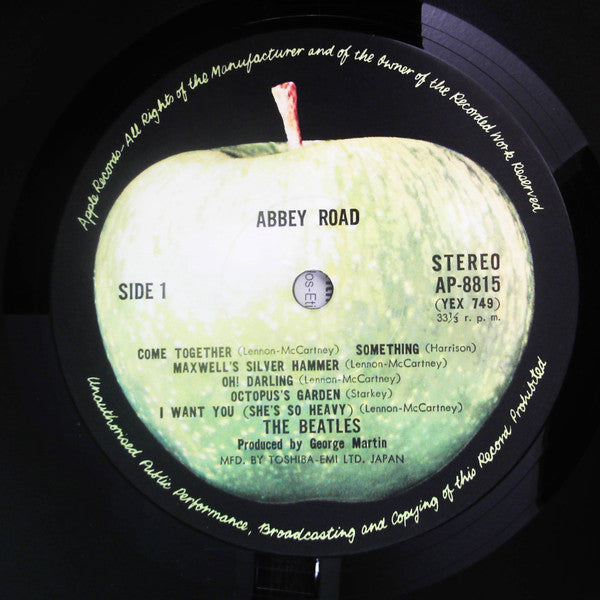 Apple Records—All Rights of the Manufacturer and of the Owner of the Recorded Work Reserved
ABBEY ROAD
SIDE 1
STEREO
AP-8815
(YEX 749)
33⅓ r. p. m.
COME TOGETHER (Lennon-McCartney) SOMETHING (Harrison)
MAXWELL'S SILVER HAMMER (Lennon-McCartney)
OH! DARLING (Lennon-McCartney)
OCTOPUS'S GARDEN (Starkey)
I WANT YOU (SHE'S SO HEAVY) (Lennon-McCartney)
THE BEATLES
Produced by George Martin
MFD. BY TOSHIBA-EMI LTD. JAPAN
Unauthorised Public Performance, Broadcasting and Copying of this Record Prohibited